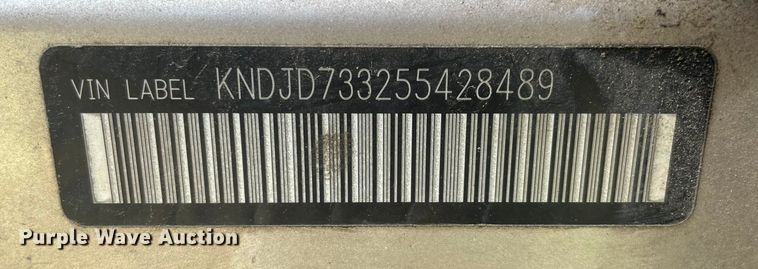 VIN LABEL KNDJD733255428489
Purple Wave Auction